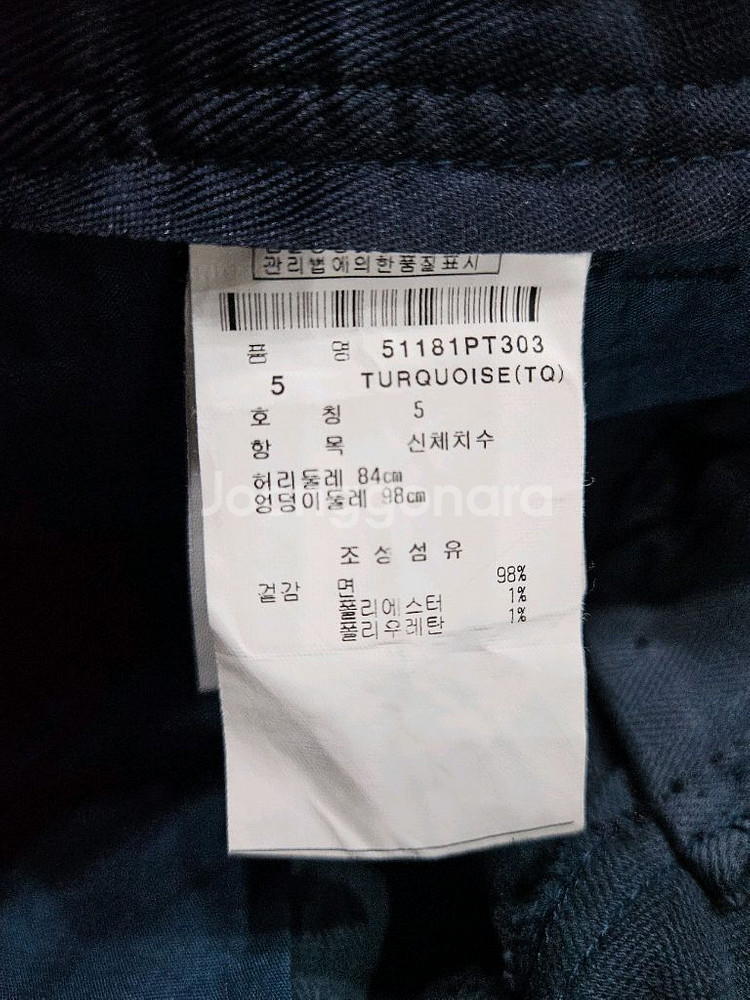 관리법에의한품질표시
품 명 51181PT303
5 TURQUOISE(TQ)
호 칭 5
항 목 신체치수
허리둘레 84cm
엉덩이둘레 98cm
Joonggonara
조성섬유
겉감 면 98%
폴리에스터 1%
폴리우레탄 1%